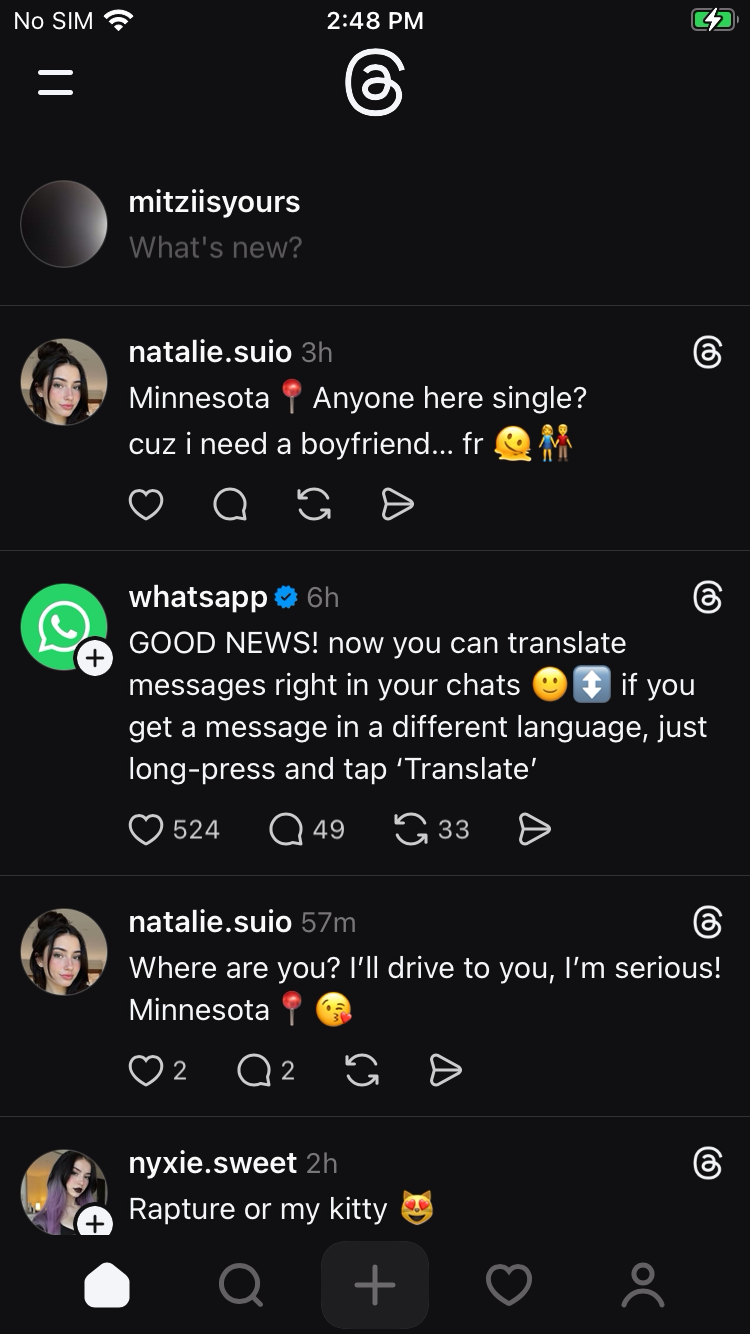 No SIM 2:48 PM
mitziisyours
What's new?
natalie.suio 3h
Minnesota📍Anyone here single?
cuz i need a boyfriend... fr 🫠👫
whatsapp 6h
GOOD NEWS! now you can translate
messages right in your chats 🙂↕️ if you
get a message in a different language, just
long-press and tap ‘Translate’
524 49 33
natalie.suio 57m
Where are you? I’ll drive to you, I’m serious!
Minnesota📍😘
2 2
nyxie.sweet 2h
Rapture or my kitty 😻